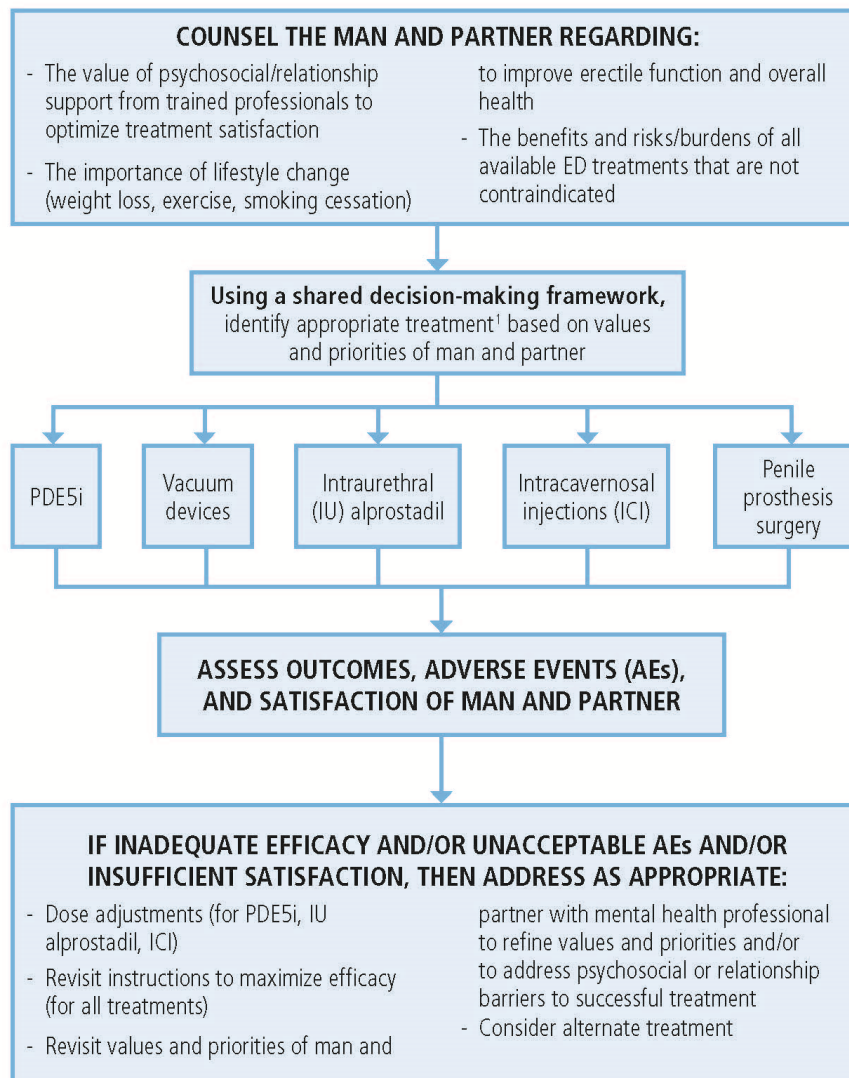 COUNSEL THE MAN AND PARTNER REGARDING:
- The value of psychosocial/relationship
support from trained professionals to
optimize treatment satisfaction
- The importance of lifestyle change
(weight loss, exercise, smoking cessation)
to improve erectile function and overall
health
- The benefits and risks/burdens of all
available ED treatments that are not
contraindicated
Using a shared decision-making framework,
identify appropriate treatment¹ based on values
and priorities of man and partner
PDE5i
Vacuum
devices
Intraurethral
(IU) alprostadil
Intracavernosal
injections (ICI)
Penile
prosthesis
surgery
ASSESS OUTCOMES, ADVERSE EVENTS (AEs),
AND SATISFACTION OF MAN AND PARTNER
IF INADEQUATE EFFICACY AND/OR UNACCEPTABLE AEs AND/OR
INSUFFICIENT SATISFACTION, THEN ADDRESS AS APPROPRIATE:
- Dose adjustments (for PDE5i, IU
alprostadil, ICI)
- Revisit instructions to maximize efficacy
(for all treatments)
- Revisit values and priorities of man and
partner with mental health professional
to refine values and priorities and/or
to address psychosocial or relationship
barriers to successful treatment
- Consider alternate treatment